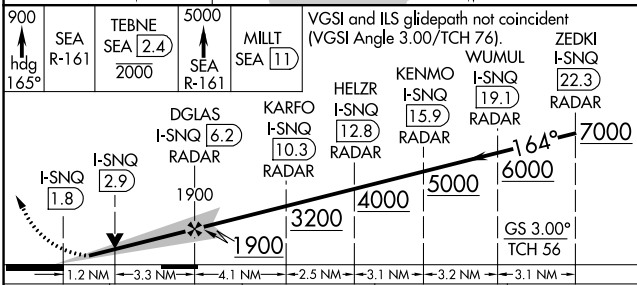 900
hdg
165°
SEA
R-161
TEBNE
SEA 2.4
2000
5000
SEA
R-161
MILLT
SEA 11
VGSI and ILS glidepath not coincident
(VGSI Angle 3.00/TCH 76).
ZEDKI
I-SNQ
22.3
RADAR
WUMUL
I-SNQ
19.1
RADAR
KENMO
I-SNQ
15.9
RADAR
HELZR
I-SNQ
12.8
RADAR
KARFO
I-SNQ
10.3
RADAR
DGLAS
I-SNQ 6.2
RADAR
I-SNQ
2.9
I-SNQ
1.8
1900
164°
7000
6000
5000
4000
3200
1900
GS 3.00°
TCH 56
1.2 NM
3.3 NM
4.1 NM
2.5 NM
3.1 NM
3.2 NM
3.1 NM